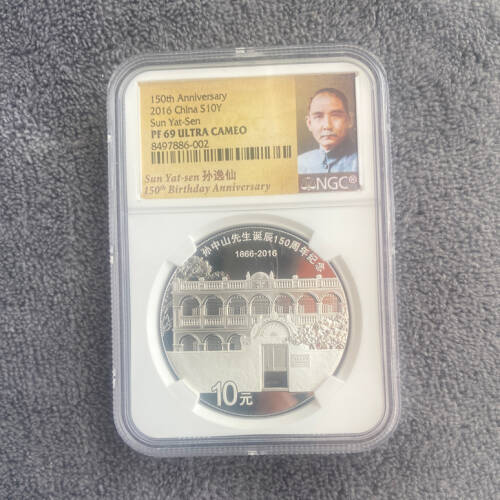 150th Anniversary
2016 China S10Y
Sun Yat-Sen
PF 69 ULTRA CAMEO
8497886-002
Sun Yat-sen 孙逸仙
150th Birthday Anniversary
NGC®
孙中山先生诞辰150周年纪念
1866-2016
10元